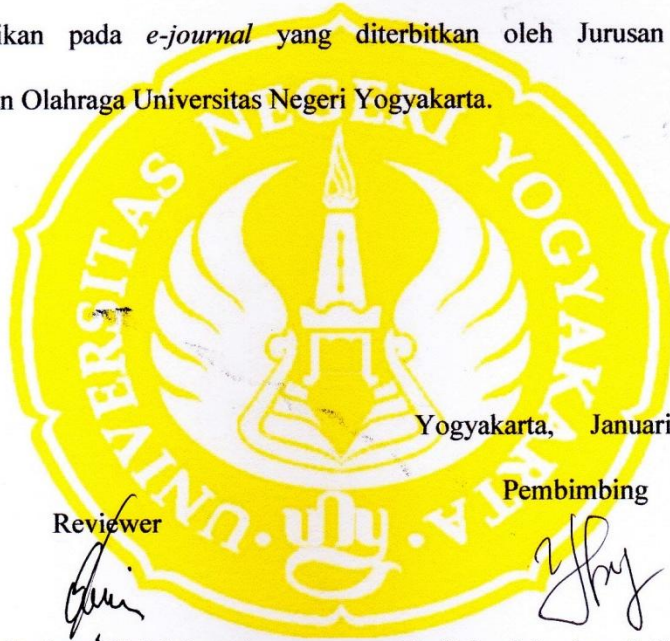 ikan pada e-journal yang diterbitkan oleh Jurusan
n Olahraga Universitas Negeri Yogyakarta.
UNIVERSITAS NEGERI YOGYAKARTA
uny
Yogyakarta, Januari
Pembimbing
Reviewer